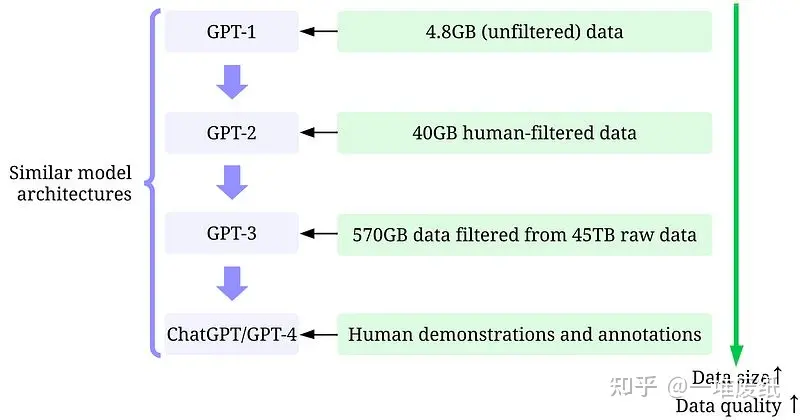 GPT-1
4.8GB (unfiltered) data
GPT-2
40GB human-filtered data
Similar model
architectures
GPT-3
570GB data filtered from 45TB raw data
ChatGPT/GPT-4
Human demonstrations and annotations
Data size↑
Data quality ↑
知乎 @一堆废纸